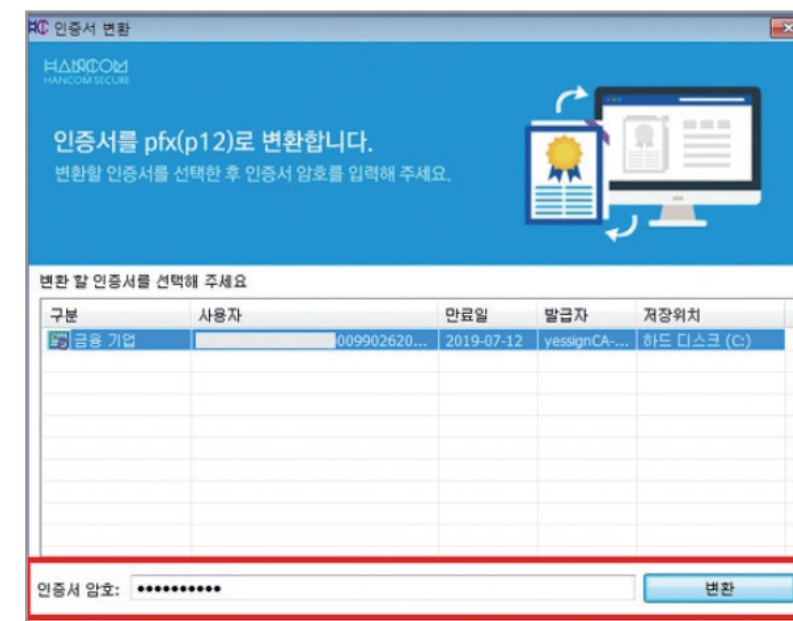 인증서 변환
HANCOM
HANCOM SECURE
인증서를 pfx(p12)로 변환합니다.
변환할 인증서를 선택한 후 인증서 암호를 입력해 주세요.
변환 할 인증서를 선택해 주세요
구분 사용자 만료일 발급자 저장위치
금융 기업 009902620... 2019-07-12 yessignCA-... 하드 디스크 (C:)
인증서 암호: ●●●●●●●●●● 변환